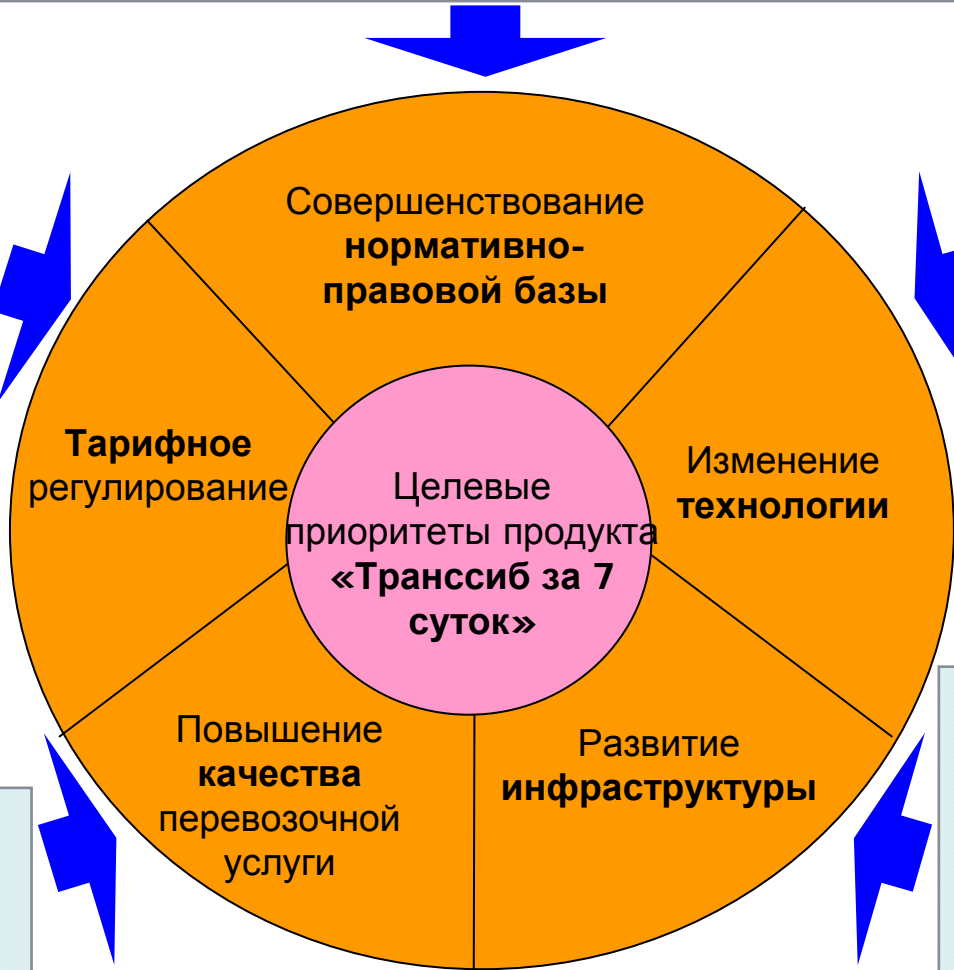 Совершенствование
нормативно-
правовой базы
Тарифное
регулирование
Изменение
технологии
Целевые
приоритеты продукта
«Транссиб за 7
суток»
Повышение
качества
перевозочной
услуги
Развитие
инфраструктуры